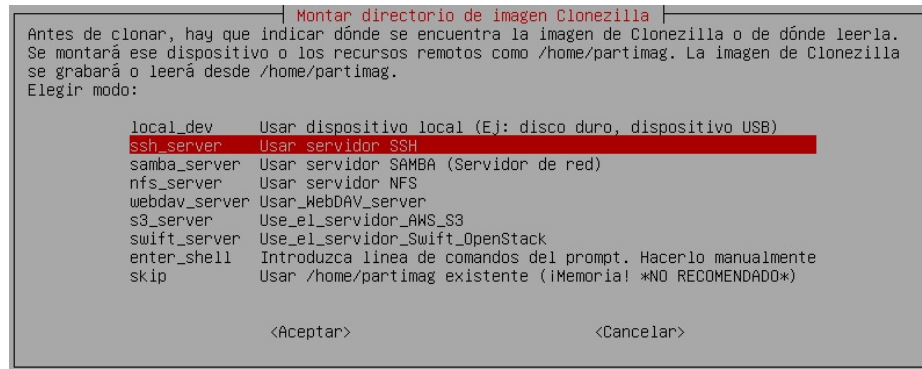 Montar directorio de imagen Clonezilla
Antes de clonar, hay que indicar dónde se encuentra la imagen de Clonezilla o de dónde leerla.
Se montará ese dispositivo o los recursos remotos como /home/partimag. La imagen de Clonezilla
se grabará o leerá desde /home/partimag.
Elegir modo:
local_dev Usar dispositivo local (Ej: disco duro, dispositivo USB)
ssh_server Usar servidor SSH
samba_server Usar servidor SAMBA (Servidor de red)
nfs_server Usar servidor NFS
webdav_server Usar_WebDAV_server
s3_server Use_el_servidor_AWS_S3
swift_server Use_el_servidor_Swift_OpenStack
enter_shell Introduzca linea de comandos del prompt. Hacerlo manualmente
skip Usar /home/partimag existente (¡Memoria! *NO RECOMENDADO*)
<Aceptar> <Cancelar>